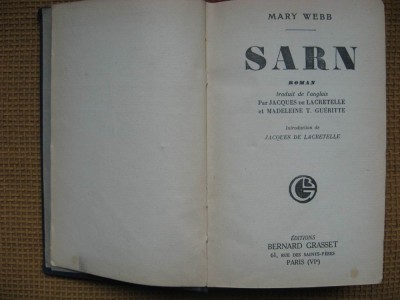 MARY WEBB
SARN
ROMAN
traduit de l'anglais
Par JACQUES DE LACRETELLE
et MADELEINE T. GUÉRITTE
Introduction de
JACQUES DE LACRETELLE
ÉDITIONS
BERNARD GRASSET
61, RUE DES SAINTS-PÈRES
PARIS (VIᵉ)